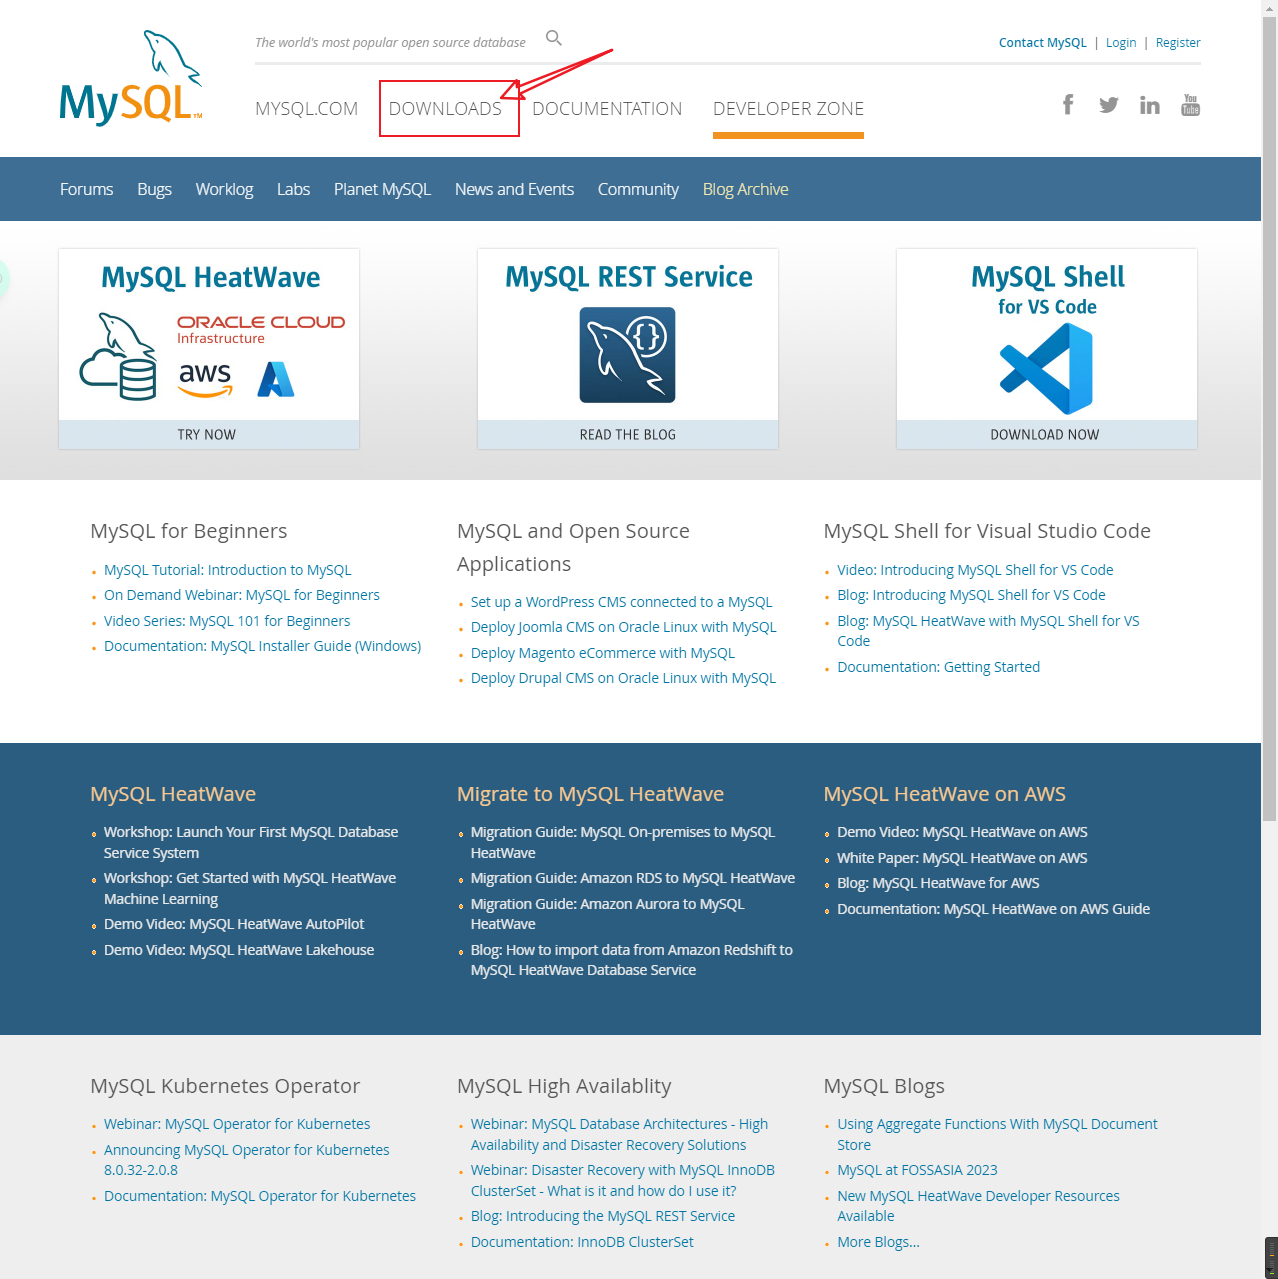 The world's most popular open source database
Contact MySQL | Login | Register
MySQL™
MYSQL.COM DOWNLOADS DOCUMENTATION DEVELOPER ZONE
You Tube
Forums Bugs Worklog Labs Planet MySQL News and Events Community Blog Archive
MySQL HeatWave
ORACLE CLOUD
Infrastructure
aws
TRY NOW
MySQL REST Service
{}
READ THE BLOG
MySQL Shell
for VS Code
DOWNLOAD NOW
MySQL for Beginners
MySQL Tutorial: Introduction to MySQL
On Demand Webinar: MySQL for Beginners
Video Series: MySQL 101 for Beginners
Documentation: MySQL Installer Guide (Windows)
MySQL and Open Source
Applications
Set up a WordPress CMS connected to a MySQL
Deploy Joomla CMS on Oracle Linux with MySQL
Deploy Magento eCommerce with MySQL
Deploy Drupal CMS on Oracle Linux with MySQL
MySQL Shell for Visual Studio Code
Video: Introducing MySQL Shell for VS Code
Blog: Introducing MySQL Shell for VS Code
Blog: MySQL HeatWave with MySQL Shell for VS
Code
Documentation: Getting Started
MySQL HeatWave
Workshop: Launch Your First MySQL Database
Service System
Workshop: Get Started with MySQL HeatWave
Machine Learning
Demo Video: MySQL HeatWave AutoPilot
Demo Video: MySQL HeatWave Lakehouse
Migrate to MySQL HeatWave
Migration Guide: MySQL On-premises to MySQL
HeatWave
Migration Guide: Amazon RDS to MySQL HeatWave
Migration Guide: Amazon Aurora to MySQL
HeatWave
Blog: How to import data from Amazon Redshift to
MySQL HeatWave Database Service
MySQL HeatWave on AWS
Demo Video: MySQL HeatWave on AWS
White Paper: MySQL HeatWave on AWS
Blog: MySQL HeatWave for AWS
Documentation: MySQL HeatWave on AWS Guide
MySQL Kubernetes Operator
Webinar: MySQL Operator for Kubernetes
Announcing MySQL Operator for Kubernetes
8.0.32-2.0.8
Documentation: MySQL Operator for Kubernetes
MySQL High Availablity
Webinar: MySQL Database Architectures - High
Availability and Disaster Recovery Solutions
Webinar: Disaster Recovery with MySQL InnoDB
ClusterSet - What is it and how do I use it?
Blog: Introducing the MySQL REST Service
Documentation: InnoDB ClusterSet
MySQL Blogs
Using Aggregate Functions With MySQL Document
Store
MySQL at FOSSASIA 2023
New MySQL HeatWave Developer Resources
Available
More Blogs...